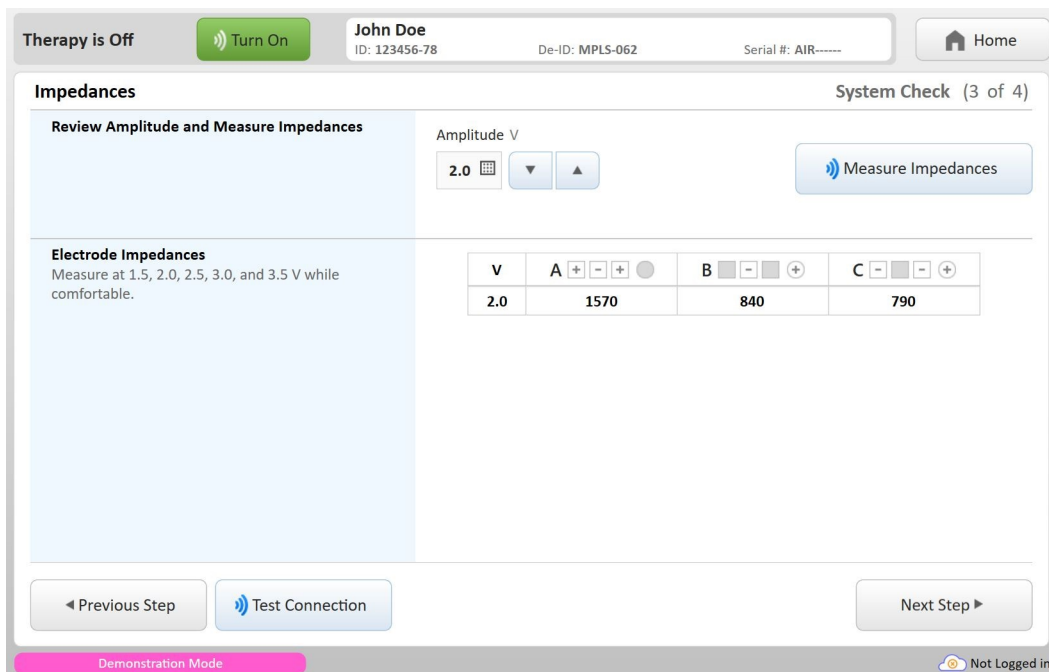 Therapy is Off
Turn On
John Doe
ID: 123456-78 De-ID: MPLS-062 Serial #: AIR------
Home
Impedances
System Check (3 of 4)
Review Amplitude and Measure Impedances
Amplitude V
2.0
▼ ▲
Measure Impedances
Electrode Impedances
Measure at 1.5, 2.0, 2.5, 3.0, and 3.5 V while
comfortable.
V A + - + B - + C - - +
2.0 1570 840 790
◀ Previous Step
Test Connection
Next Step ▶
Demonstration Mode
Not Logged in